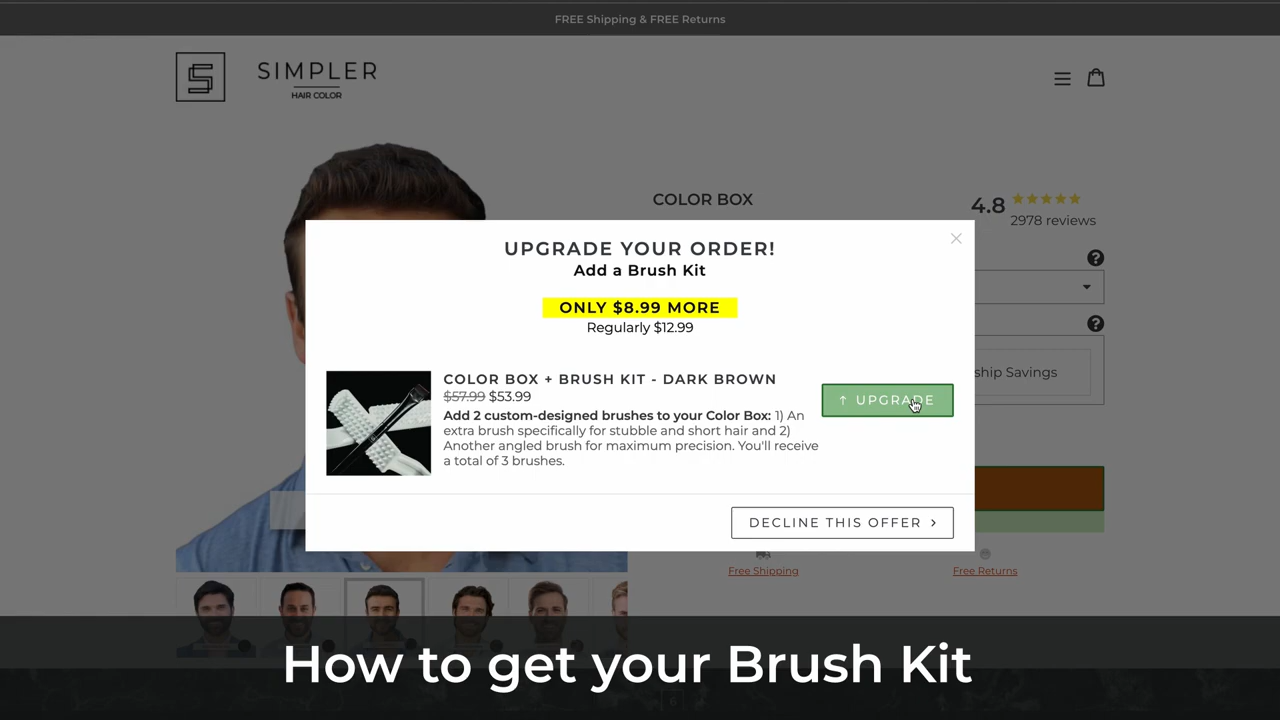 FREE Shipping & FREE Returns
SIMPLER
HAIR COLOR
COLOR BOX
4.8
2978 reviews
UPGRADE YOUR ORDER!
Add a Brush Kit
ONLY $8.99 MORE
Regularly $12.99
COLOR BOX + BRUSH KIT - DARK BROWN
$57.99 $53.99
Add 2 custom-designed brushes to your Color Box: 1) An
extra brush specifically for stubble and short hair and 2)
Another angled brush for maximum precision. You'll receive
a total of 3 brushes.
↑ UPGRADE
ship Savings
DECLINE THIS OFFER >
Free Shipping
Free Returns
How to get your Brush Kit